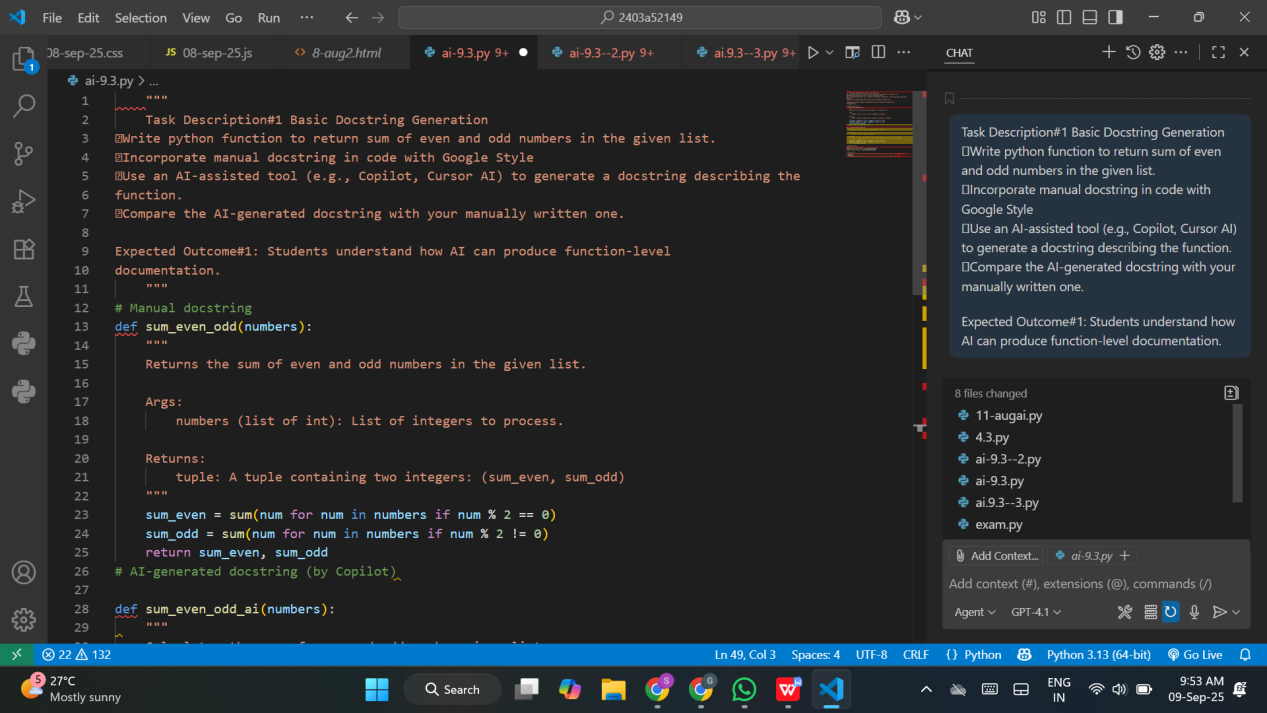 File Edit Selection View Go Run ··· 2403a52149
08-sep-25.css JS 08-sep-25.js <> 8-aug2.html ai-9.3.py 9+ ai-9.3--2.py 9+ ai.9.3--3.py 9+ CHAT
ai-9.3.py > ...
1 """
2 Task Description#1 Basic Docstring Generation
3 Write python function to return sum of even and odd numbers in the given list.
4 Incorporate manual docstring in code with Google Style
5 Use an AI-assisted tool (e.g., Copilot, Cursor AI) to generate a docstring describing the
6 function.
7 Compare the AI-generated docstring with your manually written one.
8
9 Expected Outcome#1: Students understand how AI can produce function-level
10 documentation.
11 """
12 # Manual docstring
13 def sum_even_odd(numbers):
14 """
15 Returns the sum of even and odd numbers in the given list.
16
17 Args:
18 numbers (list of int): List of integers to process.
19
20 Returns:
21 tuple: A tuple containing two integers: (sum_even, sum_odd)
22 """
23 sum_even = sum(num for num in numbers if num % 2 == 0)
24 sum_odd = sum(num for num in numbers if num % 2 != 0)
25 return sum_even, sum_odd
26 # AI-generated docstring (by Copilot)
27
28 def sum_even_odd_ai(numbers):
29 """
Task Description#1 Basic Docstring Generation
Write python function to return sum of even
and odd numbers in the given list.
Incorporate manual docstring in code with
Google Style
Use an AI-assisted tool (e.g., Copilot, Cursor AI)
to generate a docstring describing the function.
Compare the AI-generated docstring with your
manually written one.
Expected Outcome#1: Students understand how
AI can produce function-level documentation.
8 files changed
11-augai.py
4.3.py
ai-9.3--2.py
ai-9.3.py
ai.9.3--3.py
exam.py
Add Context... ai-9.3.py +
Add context (#), extensions (@), commands (/)
Agent GPT-4.1
1
22 132 Ln 49, Col 3 Spaces: 4 UTF-8 CRLF {} Python Python 3.13 (64-bit) Go Live
5 27°C
Mostly sunny
Search
S G
ENG
IN
9:53 AM
09-Sep-25